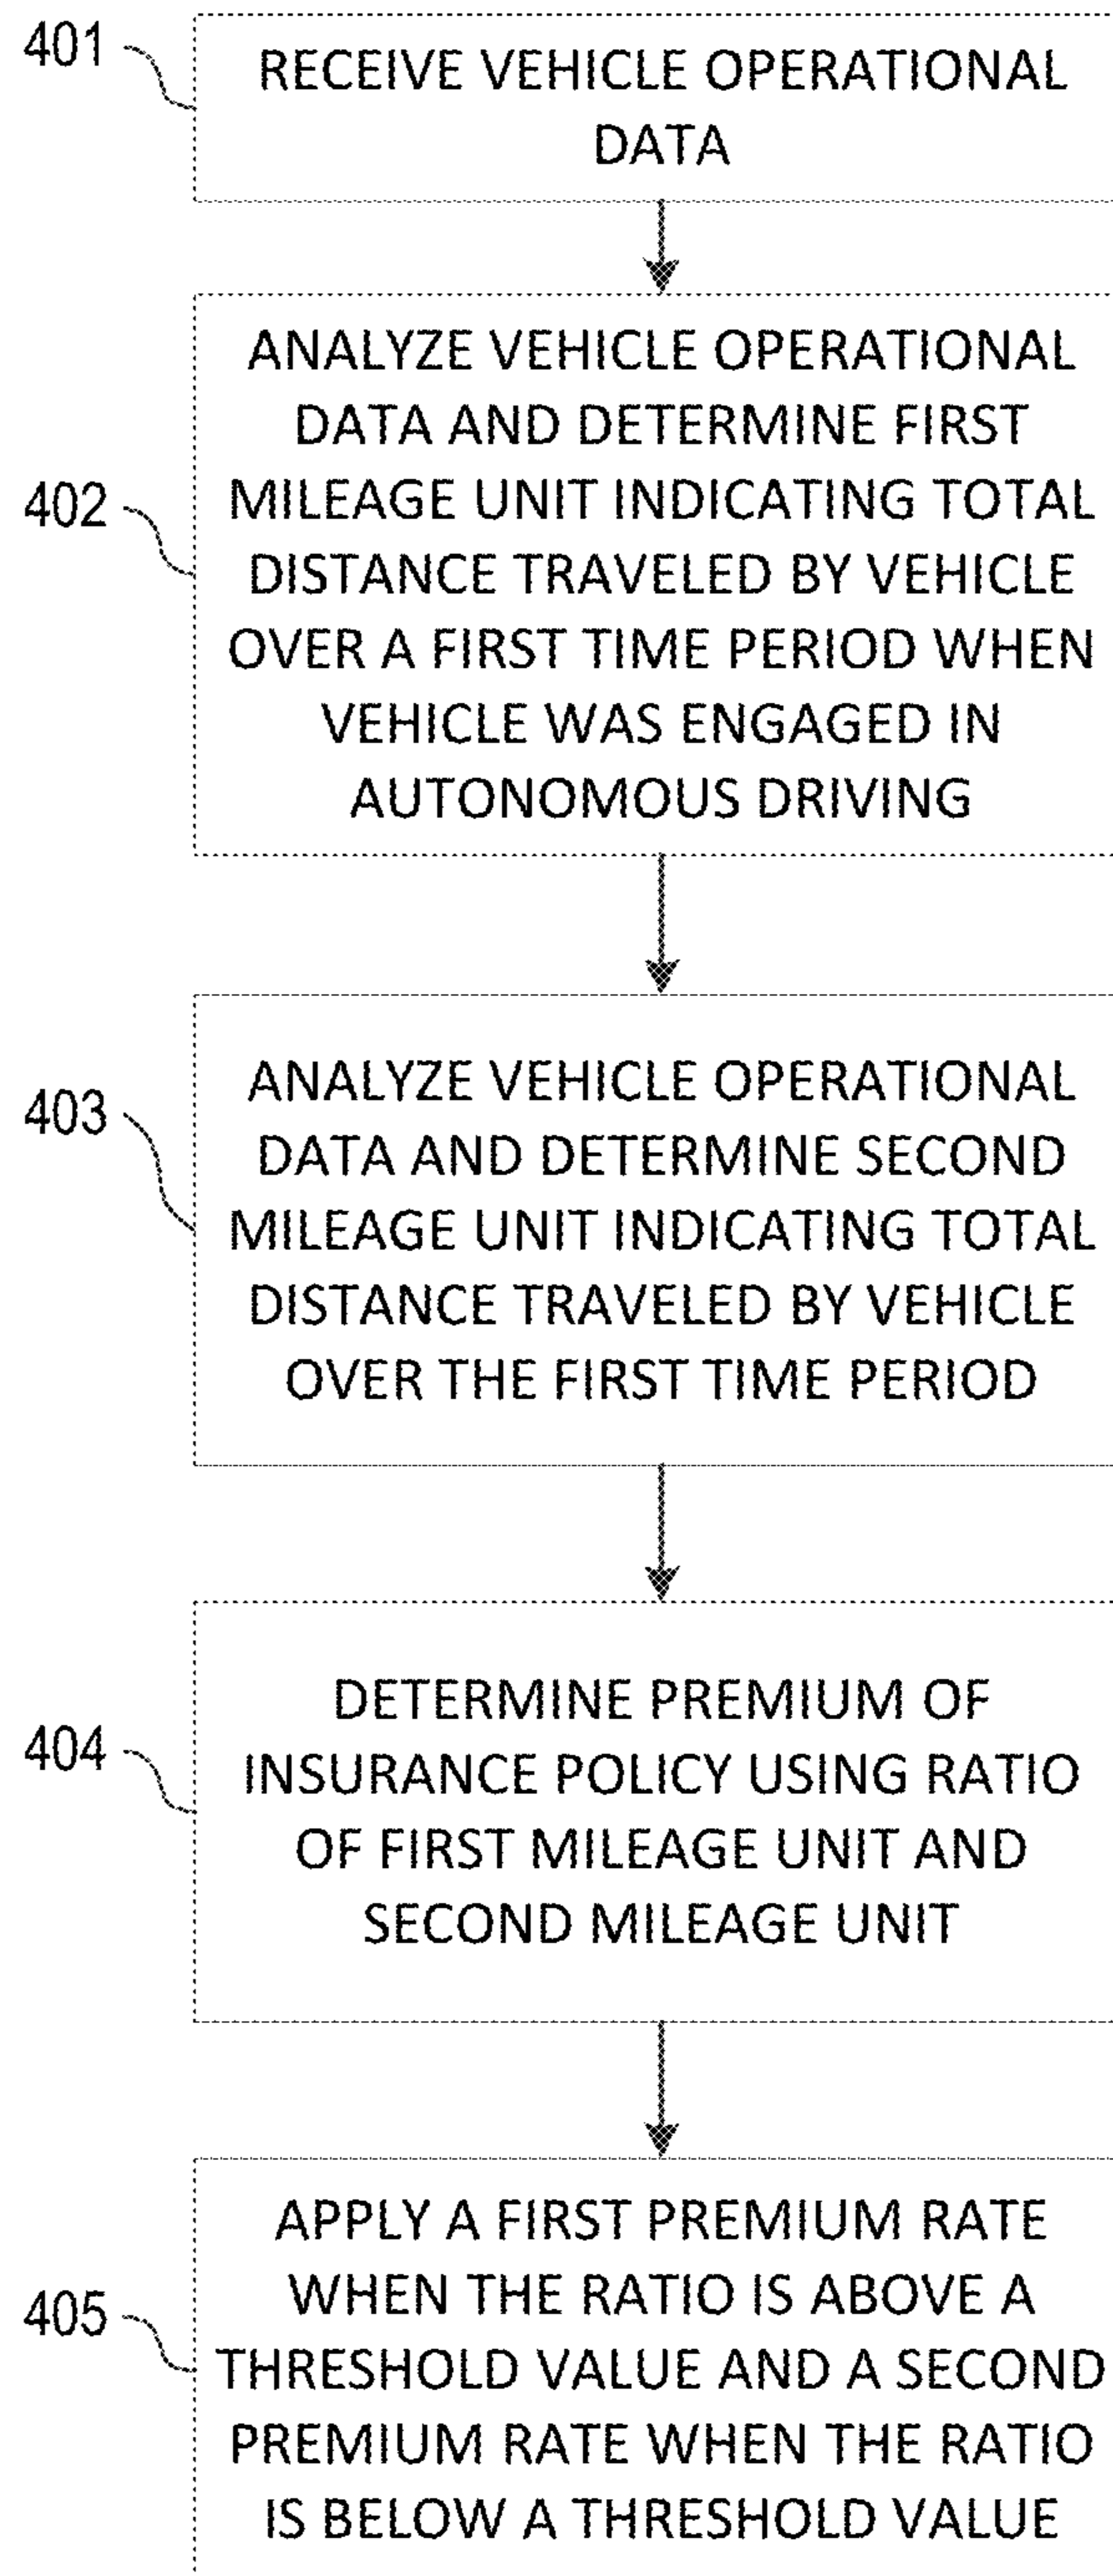 401
RECEIVE VEHICLE OPERATIONAL
DATA
402
ANALYZE VEHICLE OPERATIONAL
DATA AND DETERMINE FIRST
MILEAGE UNIT INDICATING TOTAL
DISTANCE TRAVELED BY VEHICLE
OVER A FIRST TIME PERIOD WHEN
VEHICLE WAS ENGAGED IN
AUTONOMOUS DRIVING
403
ANALYZE VEHICLE OPERATIONAL
DATA AND DETERMINE SECOND
MILEAGE UNIT INDICATING TOTAL
DISTANCE TRAVELED BY VEHICLE
OVER THE FIRST TIME PERIOD
404
DETERMINE PREMIUM OF
INSURANCE POLICY USING RATIO
OF FIRST MILEAGE UNIT AND
SECOND MILEAGE UNIT
405
APPLY A FIRST PREMIUM RATE
WHEN THE RATIO IS ABOVE A
THRESHOLD VALUE AND A SECOND
PREMIUM RATE WHEN THE RATIO
IS BELOW A THRESHOLD VALUE